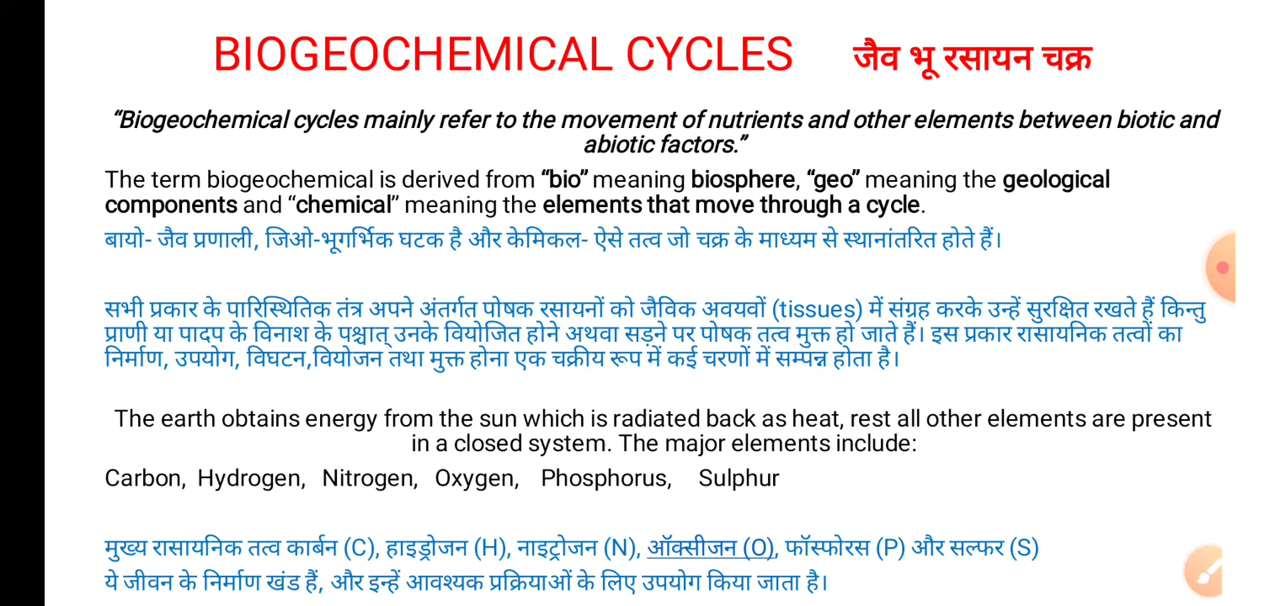 BIOGEOCHEMICAL CYCLES जैव भू रसायन चक्र
“Biogeochemical cycles mainly refer to the movement of nutrients and other elements between biotic and
abiotic factors.”
The term biogeochemical is derived from “bio” meaning biosphere, “geo” meaning the geological
components and “chemical” meaning the elements that move through a cycle.
बायो- जैव प्रणाली, जिओ-भूगर्भिक घटक है और केमिकल- ऐसे तत्व जो चक्र के माध्यम से स्थानांतरित होते हैं।
सभी प्रकार के पारिस्थितिक तंत्र अपने अंतर्गत पोषक रसायनों को जैविक अवयवों (tissues) में संग्रह करके उन्हें सुरक्षित रखते हैं किन्तु
प्राणी या पादप के विनाश के पश्चात् उनके वियोजित होने अथवा सड़ने पर पोषक तत्व मुक्त हो जाते हैं। इस प्रकार रासायनिक तत्वों का
निर्माण, उपयोग, विघटन,वियोजन तथा मुक्त होना एक चक्रीय रूप में कई चरणों में सम्पन्न होता है।
The earth obtains energy from the sun which is radiated back as heat, rest all other elements are present
in a closed system. The major elements include:
Carbon, Hydrogen, Nitrogen, Oxygen, Phosphorus, Sulphur
मुख्य रासायनिक तत्व कार्बन (C), हाइड्रोजन (H), नाइट्रोजन (N), ऑक्सीजन (O), फॉस्फोरस (P) और सल्फर (S)
ये जीवन के निर्माण खंड हैं, और इन्हें आवश्यक प्रक्रियाओं के लिए उपयोग किया जाता है।